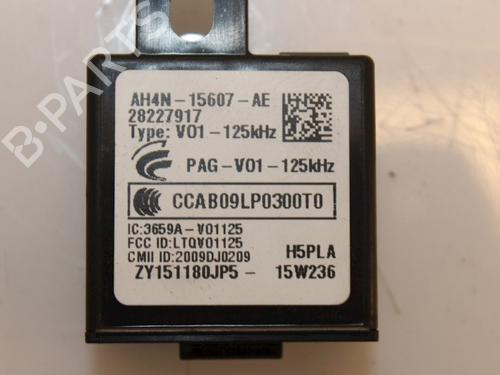 AH4N-15607-AE
28227917
Type: V01-125kHz
PAG-V01-125kHz
CCAB09LP0300T0
IC:3659A-V01125
FCC ID:LTQV01125
CMII ID:2009DJ0209
H5PLA
ZY151180JP5- 15W236
B-PARTS